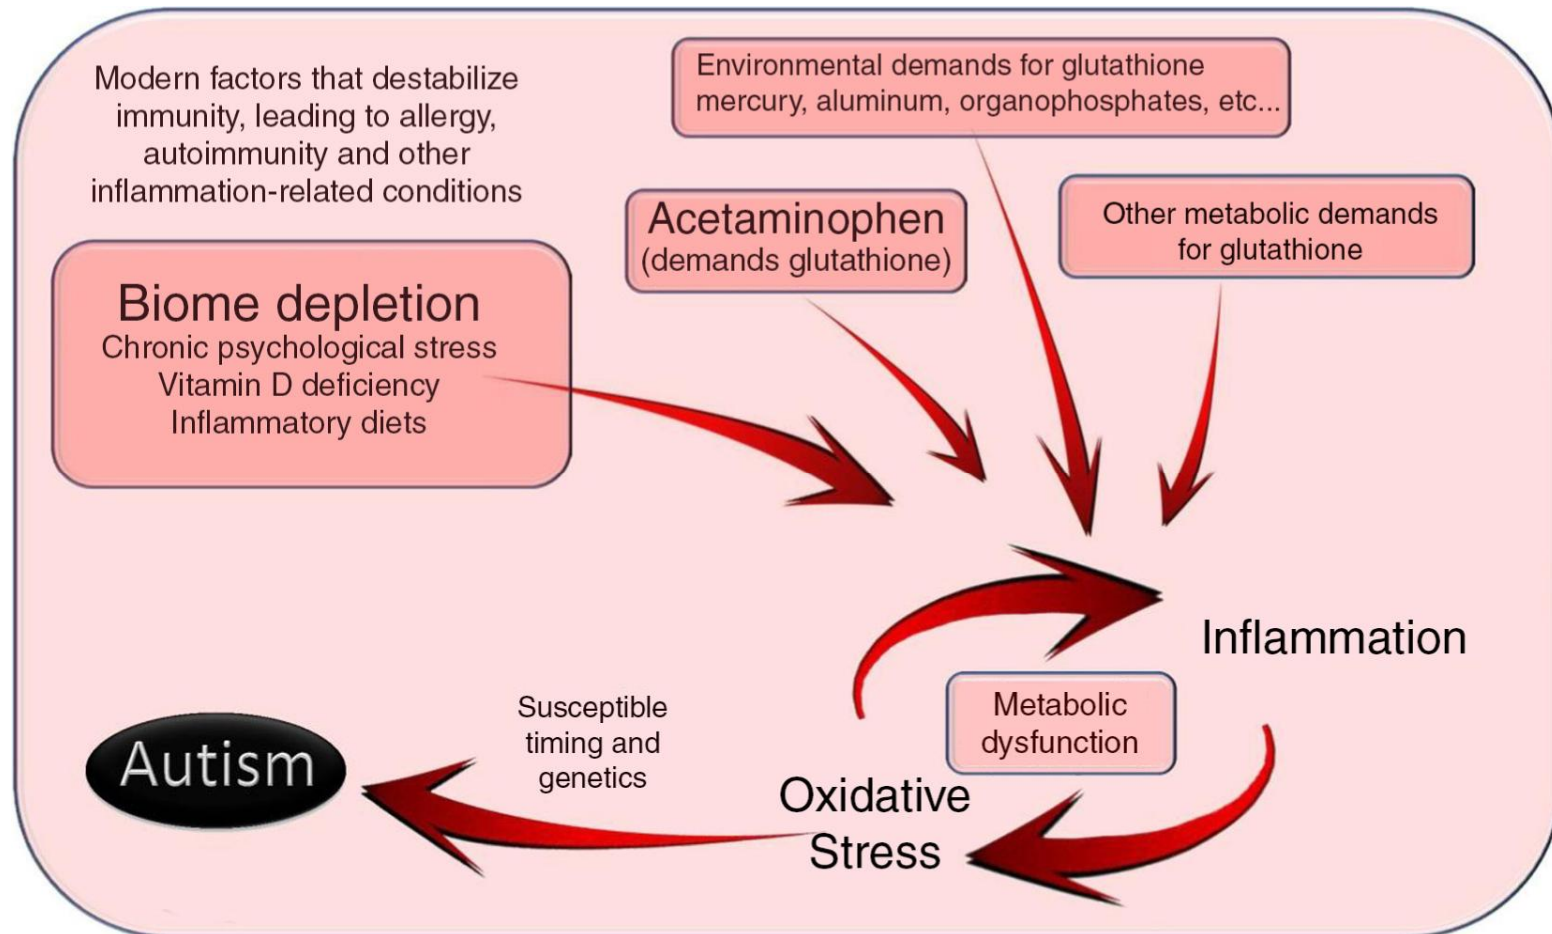 Modern factors that destabilize
immunity, leading to allergy,
autoimmunity and other
inflammation-related conditions
Biome depletion
Chronic psychological stress
Vitamin D deficiency
Inflammatory diets
Environmental demands for glutathione
mercury, aluminum, organophosphates, etc...
Acetaminophen
(demands glutathione)
Other metabolic demands
for glutathione
Inflammation
Metabolic
dysfunction
Oxidative
Stress
Susceptible
timing and
genetics
Autism